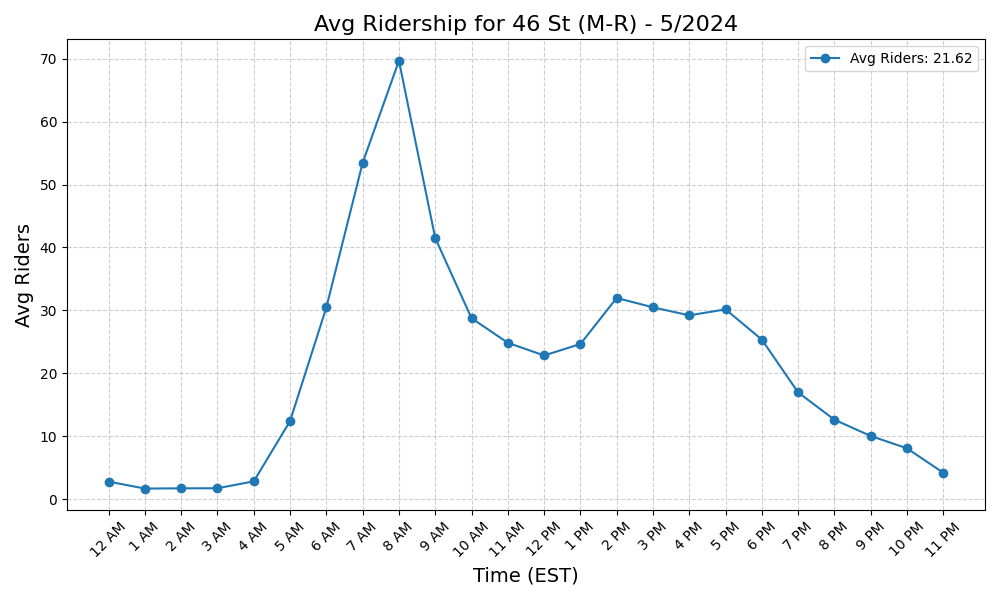 Avg Ridership for 46 St (M-R) - 5/2024
Avg Riders: 21.62
Avg Riders
70
60
50
40
30
20
10
0
12 AM
1 AM
2 AM
3 AM
4 AM
5 AM
6 AM
7 AM
8 AM
9 AM
10 AM
11 AM
12 PM
1 PM
2 PM
3 PM
4 PM
5 PM
6 PM
7 PM
8 PM
9 PM
10 PM
11 PM
Time (EST)